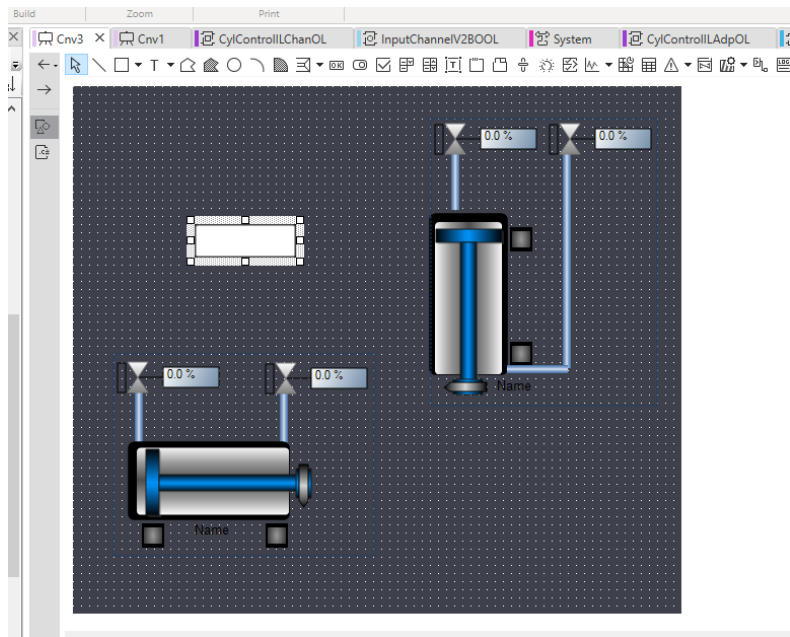 Build Zoom Print
Cnv3 Cnv1 CylControlILChanOL InputChannelV2BOOL System CylControlILAdpOL
0.0 % 0.0 %
Name
0.0 % 0.0 %
Name